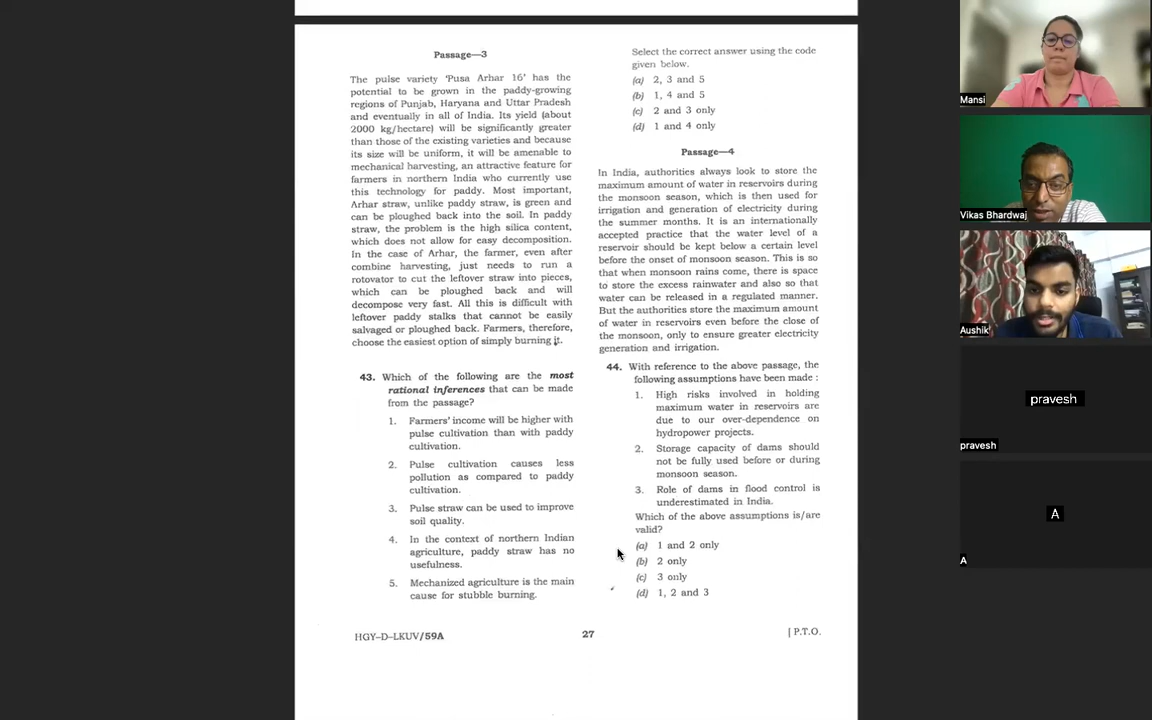 Passage—3
The pulse variety 'Pusa Arhar 16' has the
potential to be grown in the paddy-growing
regions of Punjab, Haryana and Uttar Pradesh
and eventually in all of India. Its yield (about
2000 kg/hectare) will be significantly greater
than those of the existing varieties and because
its size will be uniform, it will be amenable to
mechanical harvesting, an attractive feature for
farmers in northern India who currently use
this technology for paddy. Most important,
Arhar straw, unlike paddy straw, is green and
can be ploughed back into the soil. In paddy
straw, the problem is the high silica content,
which does not allow for easy decomposition.
In the case of Arhar, the farmer, even after
combine harvesting, just needs to run a
rotovator to cut the leftover straw into pieces,
which can be ploughed back and will
decompose very fast. All this is difficult with
leftover paddy stalks that cannot be easily
salvaged or ploughed back. Farmers, therefore,
choose the easiest option of simply burning it.
43. Which of the following are the most
rational inferences that can be made
from the passage?
1. Farmers' income will be higher with
pulse cultivation than with paddy
cultivation.
2. Pulse cultivation causes less
pollution as compared to paddy
cultivation.
3. Pulse straw can be used to improve
soil quality.
4. In the context of northern Indian
agriculture, paddy straw has no
usefulness.
5. Mechanized agriculture is the main
cause for stubble burning.
Select the correct answer using the code
given below.
(a) 2, 3 and 5
(b) 1, 4 and 5
(c) 2 and 3 only
(d) 1 and 4 only
Passage—4
In India, authorities always look to store the
maximum amount of water in reservoirs during
the monsoon season, which is then used for
irrigation and generation of electricity during
the summer months. It is an internationally
accepted practice that the water level of a
reservoir should be kept below a certain level
before the onset of monsoon season. This is so
that when monsoon rains come, there is space
to store the excess rainwater and also so that
water can be released in a regulated manner.
But the authorities store the maximum amount
of water in reservoirs even before the close of
the monsoon, only to ensure greater electricity
generation and irrigation.
44. With reference to the above passage, the
following assumptions have been made :
1. High risks involved in holding
maximum water in reservoirs are
due to our over-dependence on
hydropower projects.
2. Storage capacity of dams should
not be fully used before or during
monsoon season.
3. Role of dams in flood control is
underestimated in India.
Which of the above assumptions is/are
valid?
(a) 1 and 2 only
(b) 2 only
(c) 3 only
(d) 1, 2 and 3
HGY-D-LKUV/59A
27
| P.T.O.
Mansi
Vikas Bhardwaj
Aushik
pravesh
pravesh
A
A